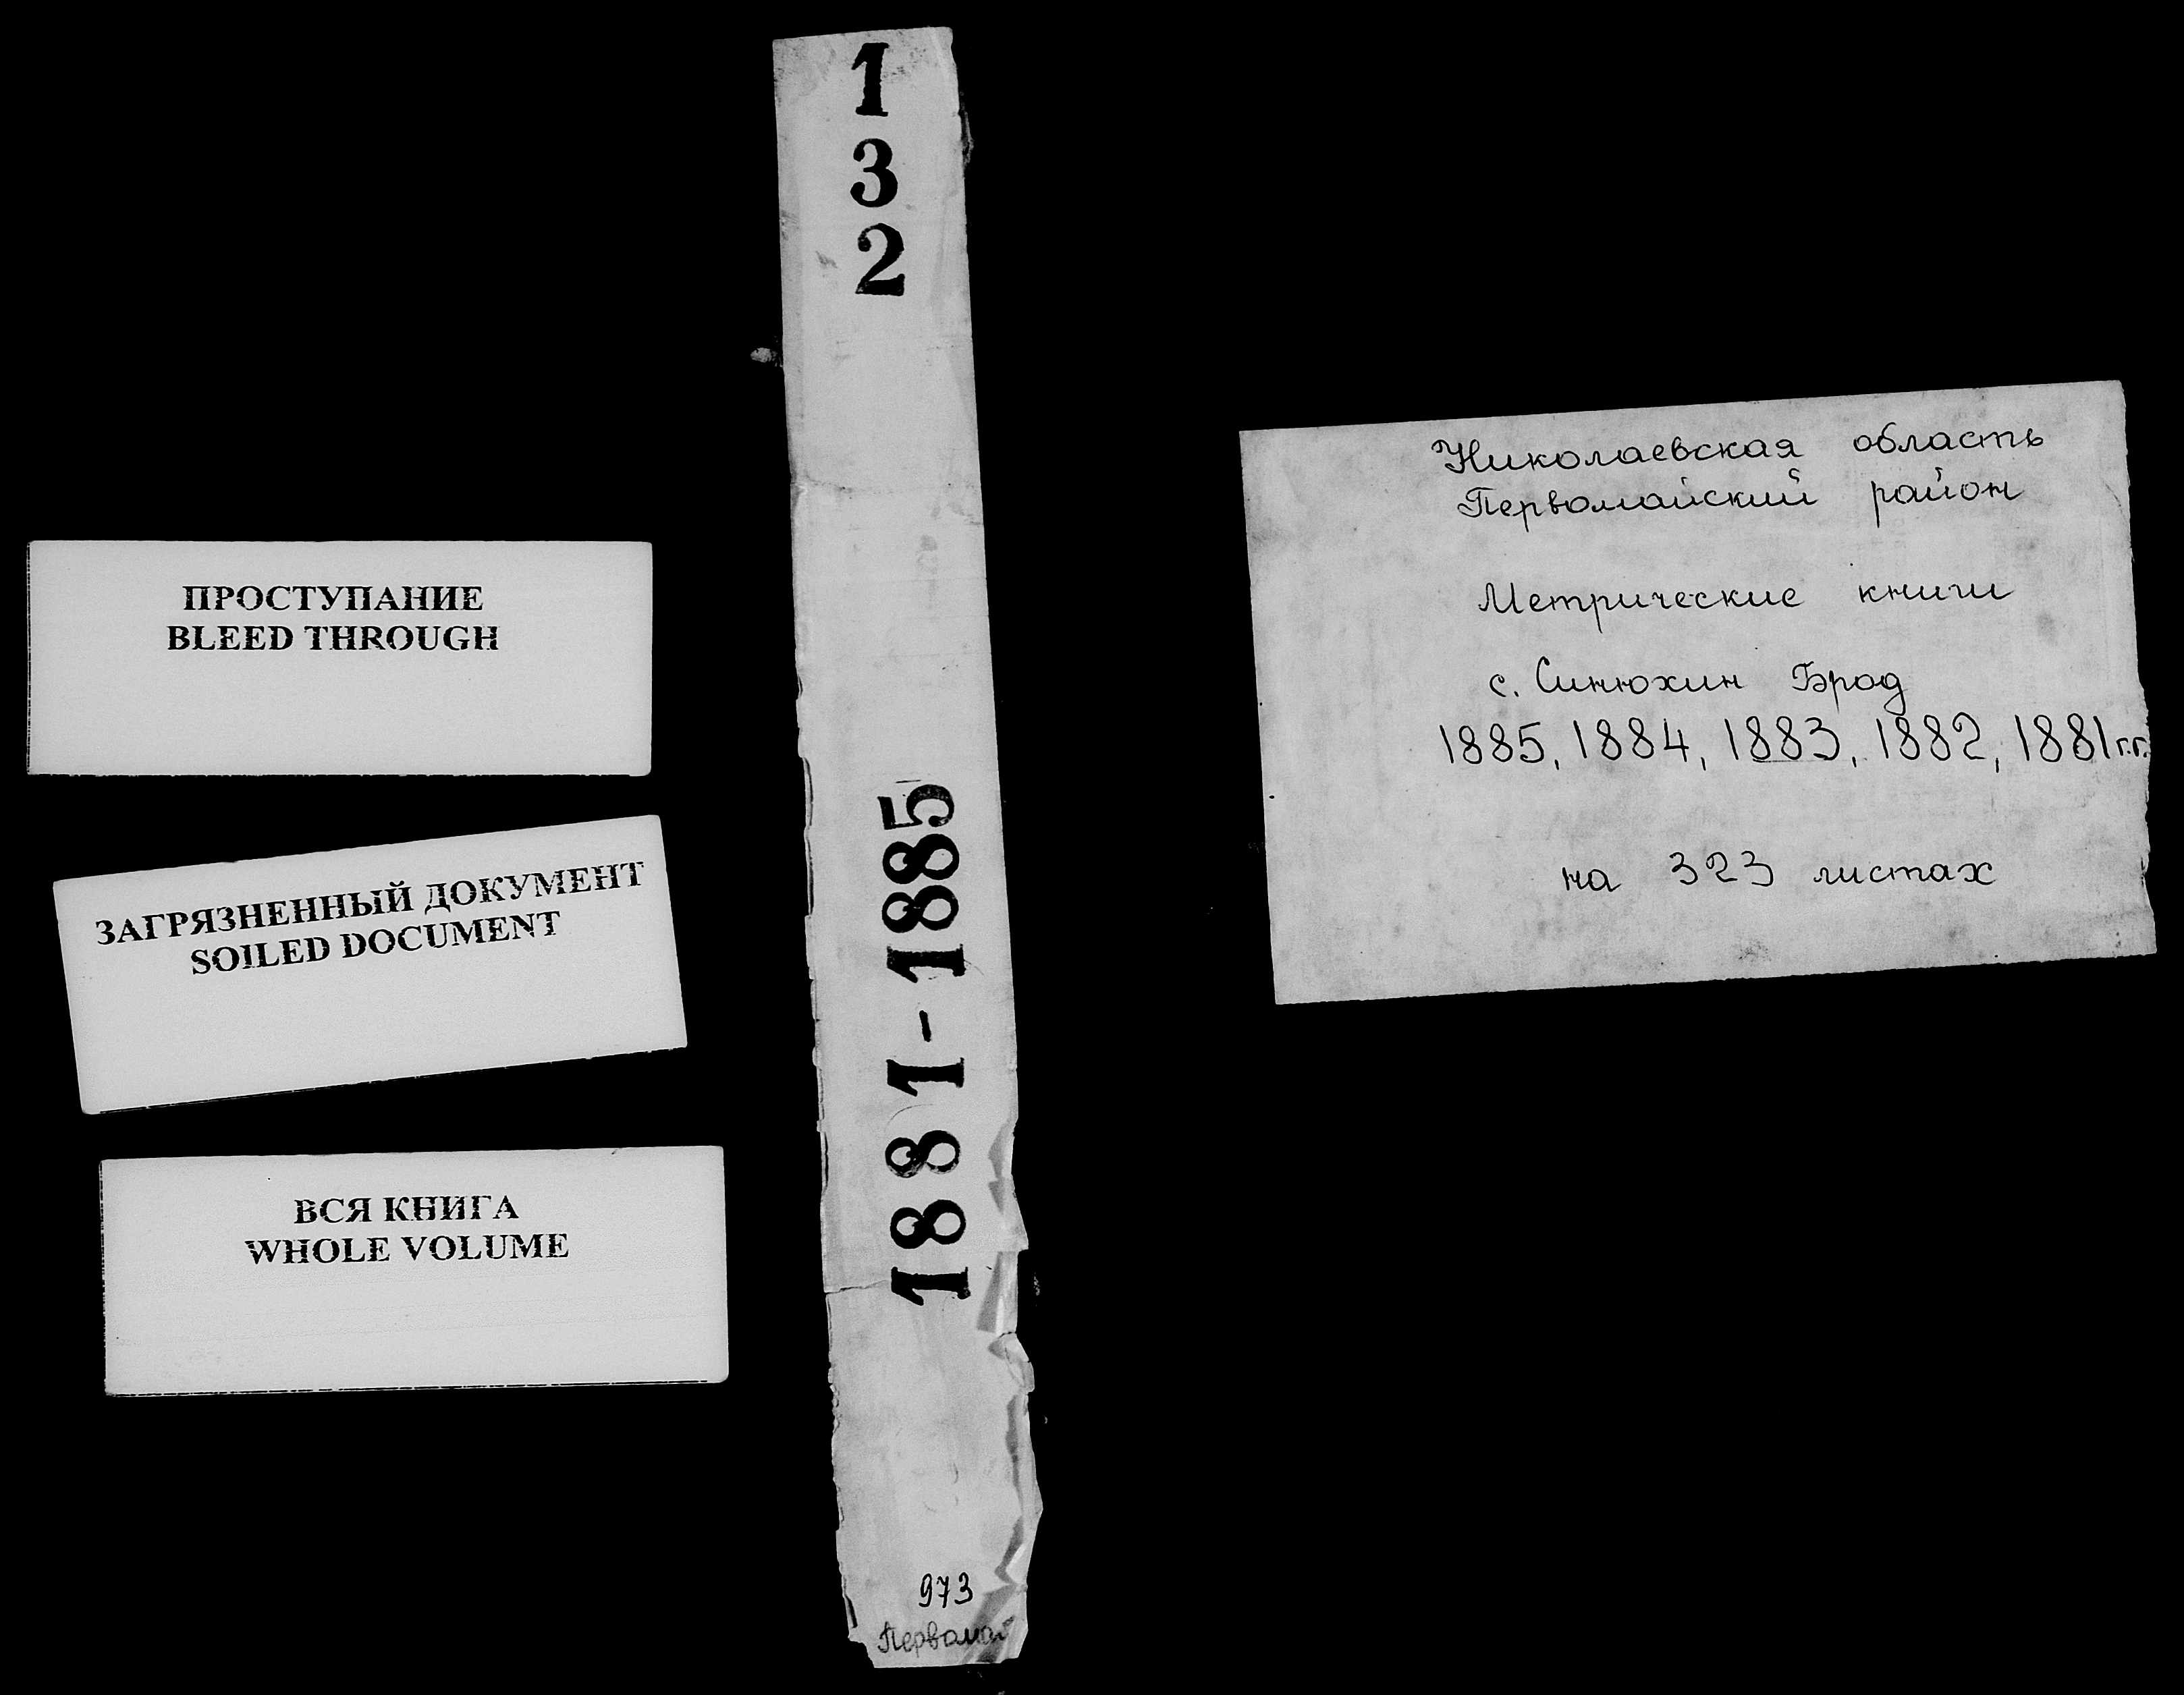 ПРОСТУПАНИЕ
BLEED THROUGH
ЗАГРЯЗНЕННЫЙ ДОКУМЕНТ
SOILED DOCUMENT
ВСЯ КНИГА
WHOLE VOLUME
1
3
2
1881-1885
973
Первомай
Николаевская область
Первомайский район
Метрические книги
с. Синюхин Брод
1885, 1884, 1883, 1882, 1881 г.г.
на 323 листах